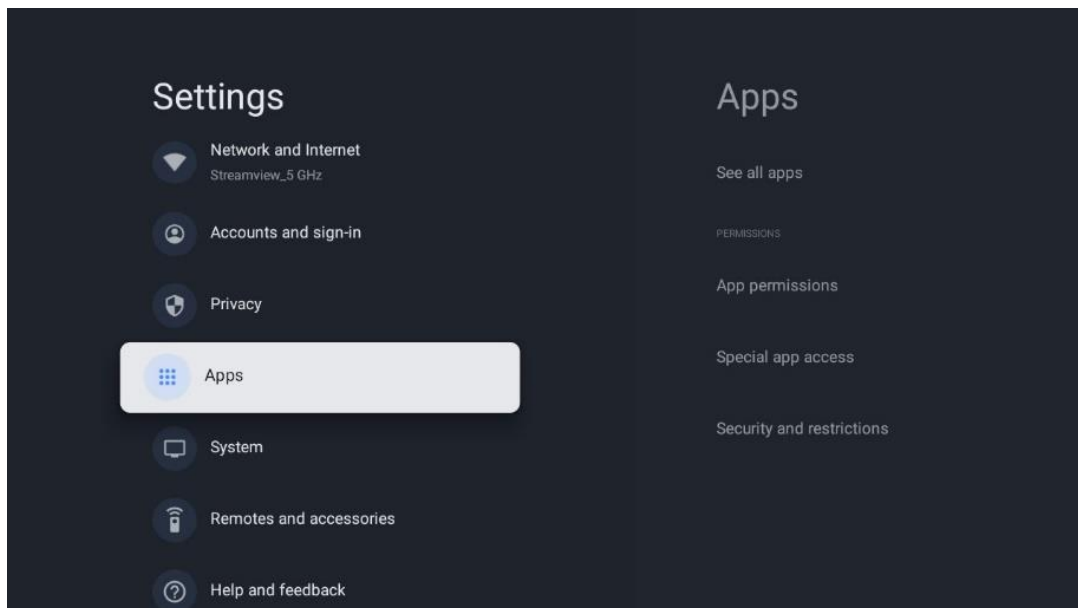 Settings
Network and Internet
Streamview_5 GHz
Accounts and sign-in
Privacy
Apps
System
Remotes and accessories
Help and feedback
Apps
See all apps
PERMISSIONS
App permissions
Special app access
Security and restrictions